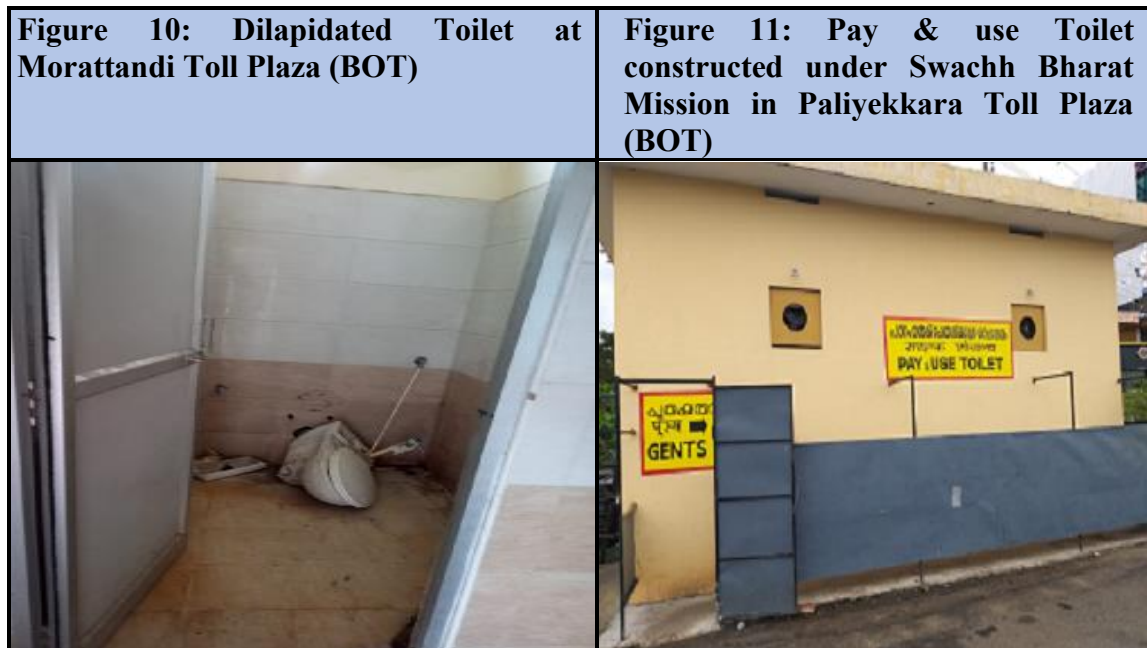 Figure 10: Dilapidated Toilet at
Morattandi Toll Plaza (BOT)
Figure 11: Pay & use Toilet
constructed under Swachh Bharat
Mission in Paliyekkara Toll Plaza
(BOT)
PAY & USE TOILET
पुरुष
GENTS